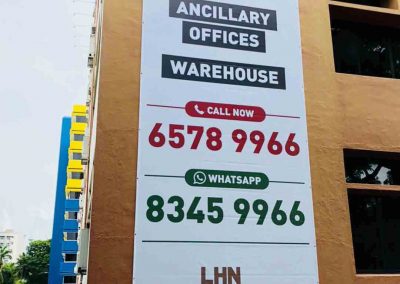 ANCILLARY
OFFICES
WAREHOUSE
CALL NOW
6578 9966
WHATSAPP
8345 9966
LHN